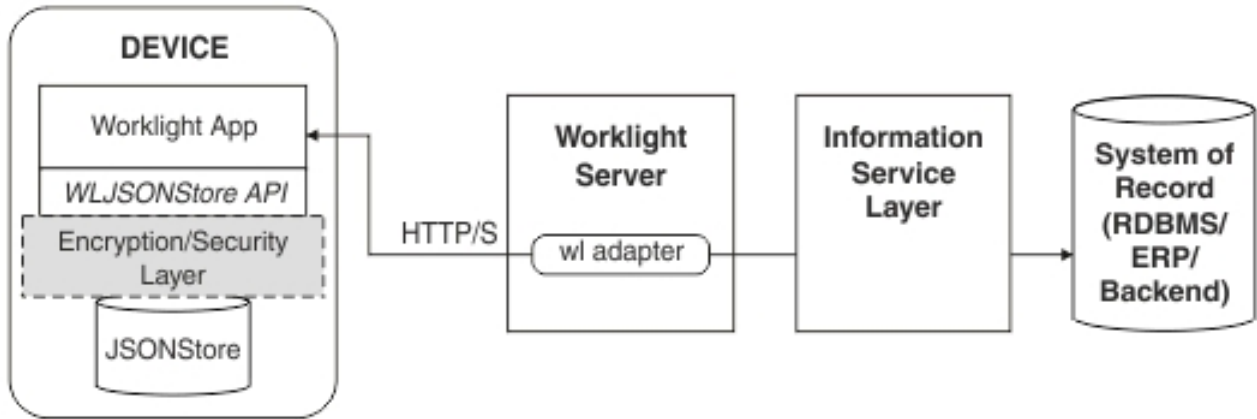 DEVICE
Worklight App
WLJSONStore API
Encryption/Security
Layer
JSONStore
HTTP/S
Worklight
Server
wl adapter
Information
Service
Layer
System of
Record
(RDBMS/
ERP/
Backend)